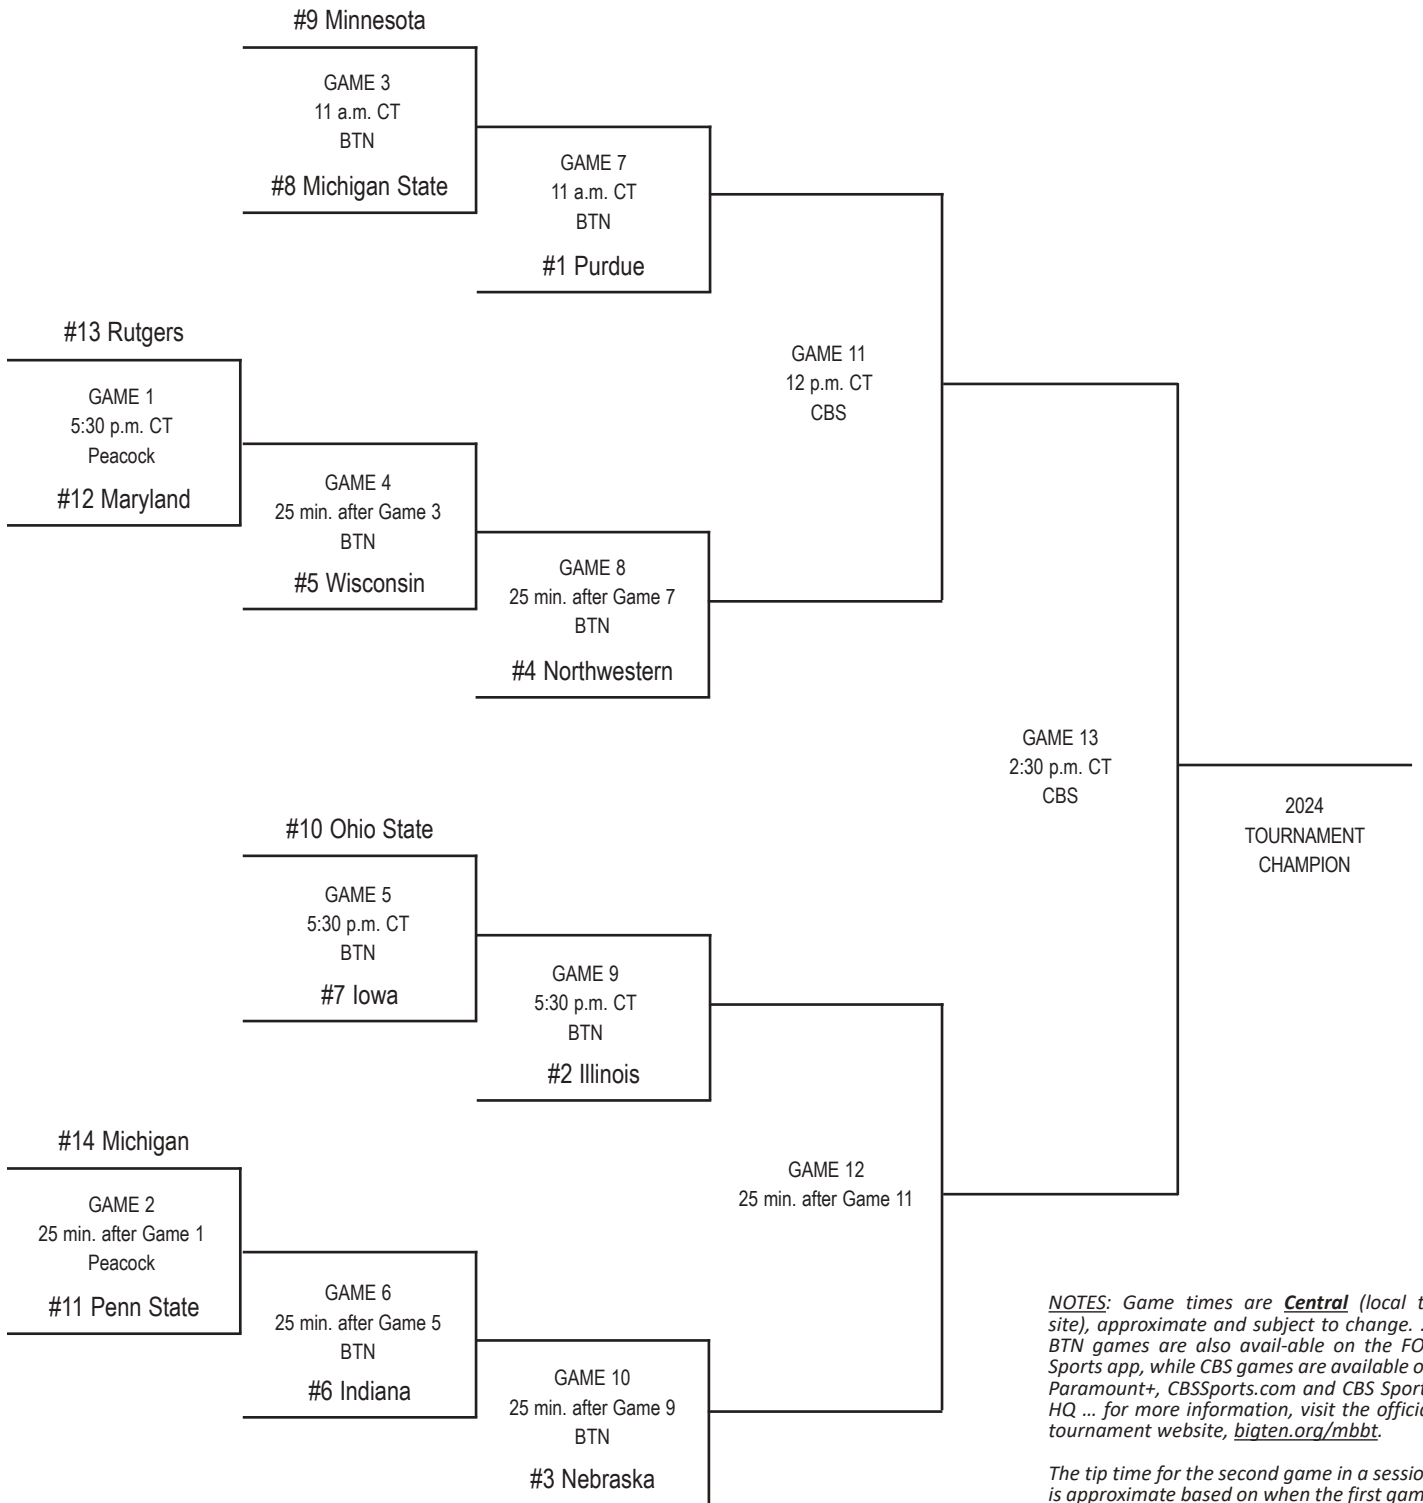 #9 Minnesota
GAME 3
11 a.m. CT
BTN
#8 Michigan State
GAME 7
11 a.m. CT
BTN
#1 Purdue
#13 Rutgers
GAME 1
5:30 p.m. CT
Peacock
#12 Maryland
GAME 4
25 min. after Game 3
BTN
#5 Wisconsin
GAME 8
25 min. after Game 7
BTN
#4 Northwestern
GAME 11
12 p.m. CT
CBS
GAME 13
2:30 p.m. CT
CBS
2024
TOURNAMENT
CHAMPION
#10 Ohio State
GAME 5
5:30 p.m. CT
BTN
#7 Iowa
GAME 9
5:30 p.m. CT
BTN
#2 Illinois
#14 Michigan
GAME 2
25 min. after Game 1
Peacock
#11 Penn State
GAME 6
25 min. after Game 5
BTN
#6 Indiana
GAME 10
25 min. after Game 9
BTN
#3 Nebraska
GAME 12
25 min. after Game 11
NOTES: Game times are Central (local t
site), approximate and subject to change. .
BTN games are also avail-able on the FO
Sports app, while CBS games are available o
Paramount+, CBSSports.com and CBS Sport
HQ ... for more information, visit the offici
tournament website, bigten.org/mbbt.
The tip time for the second game in a sessio
is approximate based on when the first gam